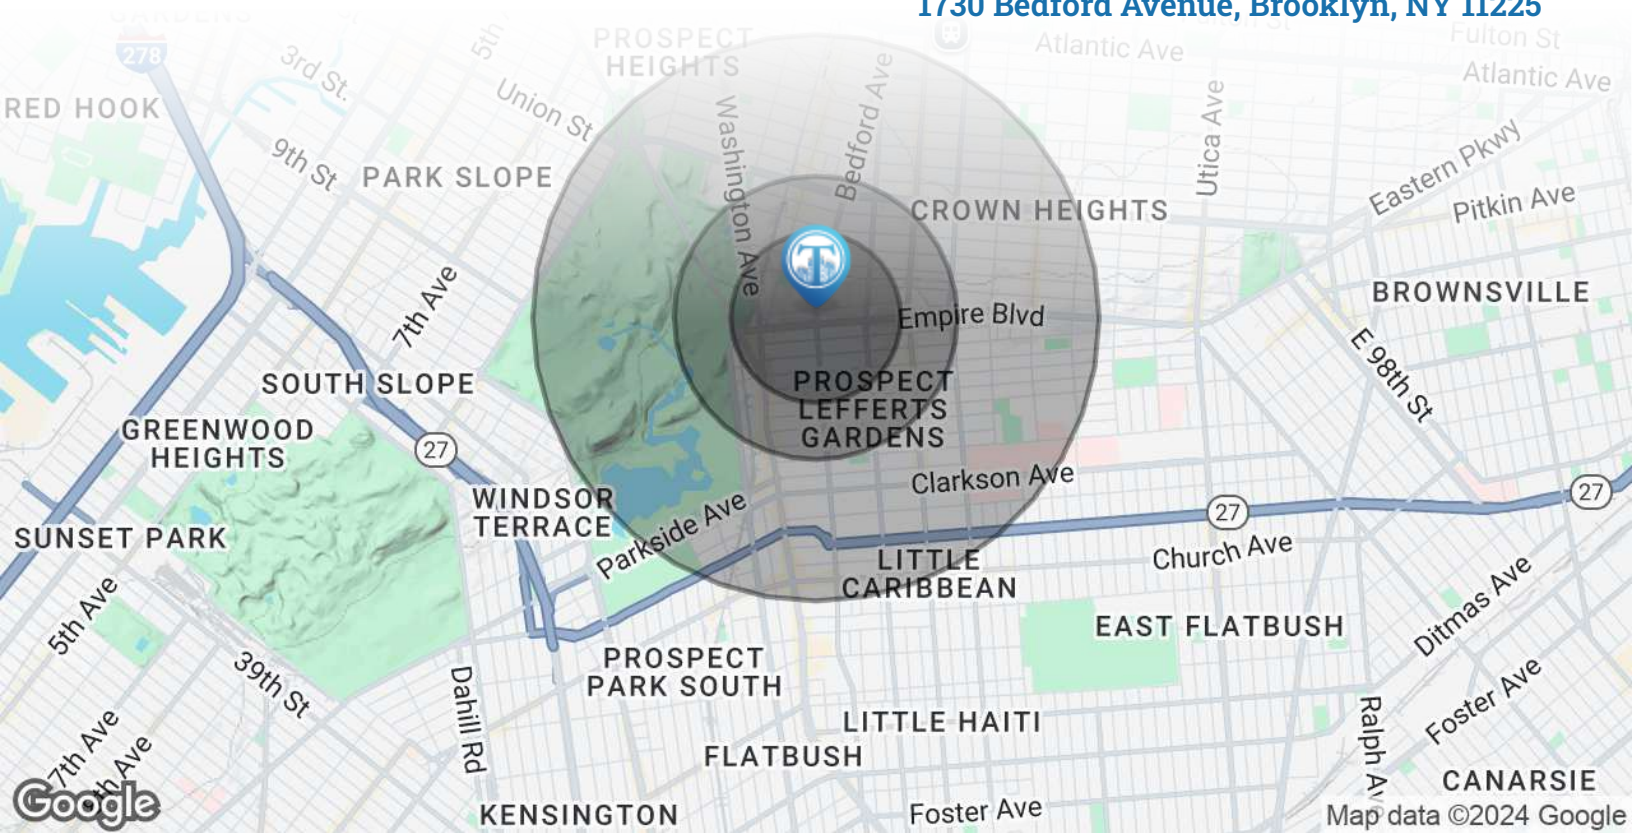 1730 Bedford Avenue, Brooklyn, NY 11225
GARDENS
278
3rd St.
5th
PROSPECT
HEIGHTS
Atlantic Ave
Fulton St
Atlantic Ave
RED HOOK
Union St
Washington Ave
Bedford Ave
Utica Ave
Eastern Pkwy
9th St
PARK SLOPE
CROWN HEIGHTS
Pitkin Ave
T
7th Ave
BROWNSVILLE
Empire Blvd
E 98th St
SOUTH SLOPE
PROSPECT
LEFFERTS
GARDENS
GREENWOOD
HEIGHTS
27
Clarkson Ave
WINDSOR
TERRACE
27
27
Parkside Ave
SUNSET PARK
LITTLE
CARIBBEAN
Church Ave
5th Ave
EAST FLATBUSH
Ditmas Ave
39th St
PROSPECT
PARK SOUTH
Dahill Rd
Foster Ave
7th Ave
LITTLE HAITI
Ralph Av
FLATBUSH
CANARSIE
Google
KENSINGTON
Foster Ave
Map data ©2024 Google